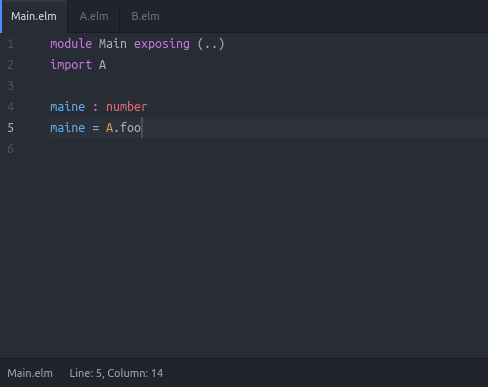 Main.elm A.elm B.elm
1 module Main exposing (..)
2 import A
3
4 maine : number
5 maine = A.foo
6
Main.elm Line: 5, Column: 14